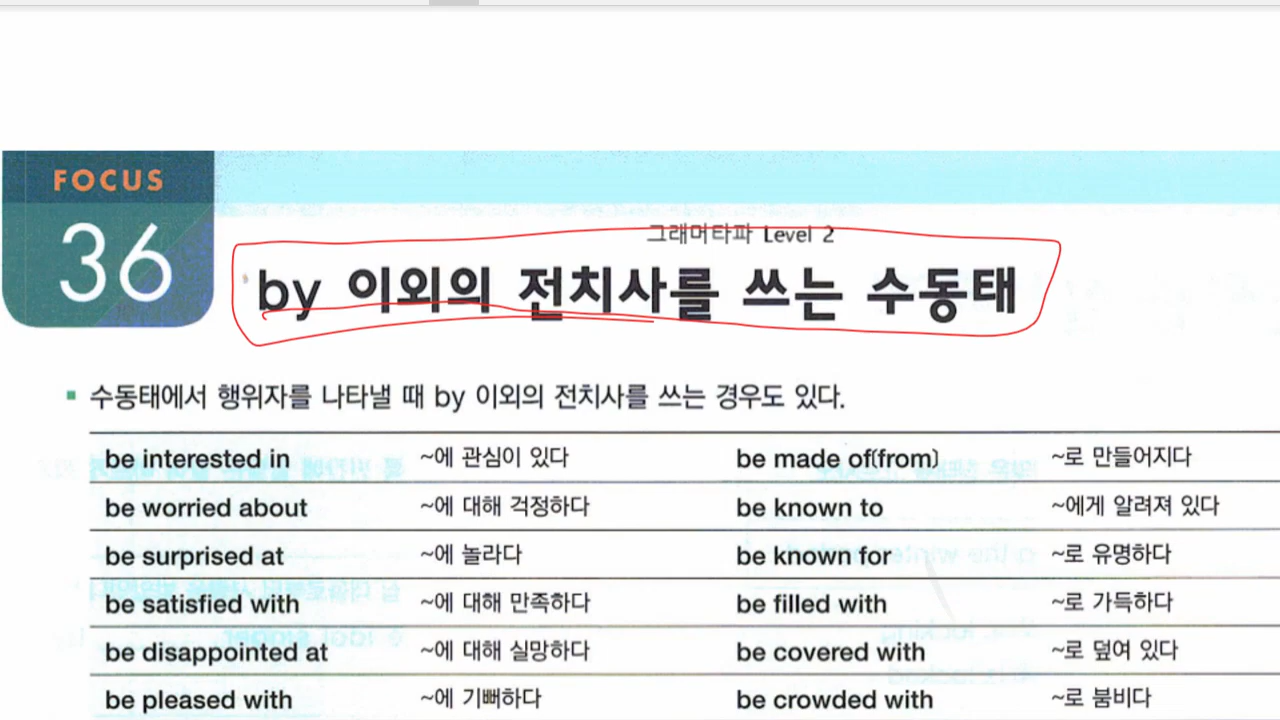 FOCUS
36
그래머타파 Level 2
by 이외의 전치사를 쓰는 수동태
수동태에서 행위자를 나타낼 때 by 이외의 전치사를 쓰는 경우도 있다.
be interested in ~에 관심이 있다 be made of(from) ~로 만들어지다
be worried about ~에 대해 걱정하다 be known to ~에게 알려져 있다
be surprised at ~에 놀라다 be known for ~로 유명하다
be satisfied with ~에 대해 만족하다 be filled with ~로 가득하다
be disappointed at ~에 대해 실망하다 be covered with ~로 덮여 있다
be pleased with ~에 기뻐하다 be crowded with ~로 붐비다